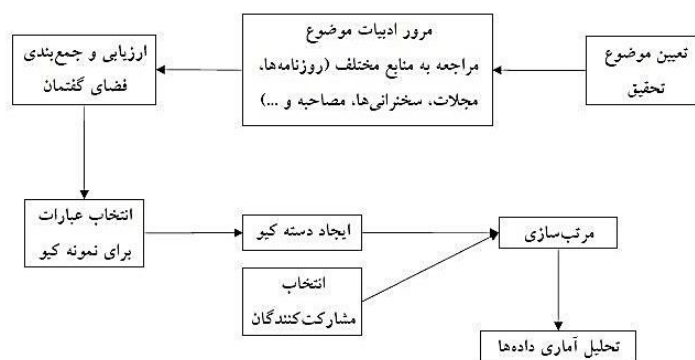 تعیین موضوع
تحقیق
مرور ادبیات موضوع
مراجعه به منابع مختلف (روزنامه‌ها،
مجلات، سخنرانی‌ها، مصاحبه و ...)
ارزیابی و جمع‌بندی
فضای گفتمان
انتخاب عبارات
برای نمونه کیو
ایجاد دسته کیو
انتخاب
مشارکت‌کنندگان
مرتب‌سازی
تحلیل آماری داده‌ها